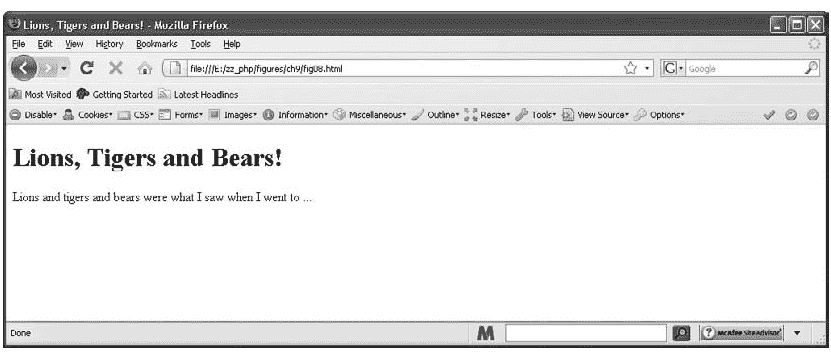 Lions, Tigers and Bears! - Mozilla Firefox
File Edit View History Bookmarks Tools Help
file:///E:/zz_php/figures/ch9/fig08.html
G Google
Most Visited Getting Started Latest Headlines
Disable Cookies CSS Forms Images Information Miscellaneous Outline Resize Tools View Source Options
Lions, Tigers and Bears!
Lions and tigers and bears were what I saw when I went to ...
Done
M
? McAfee SiteAdvisor